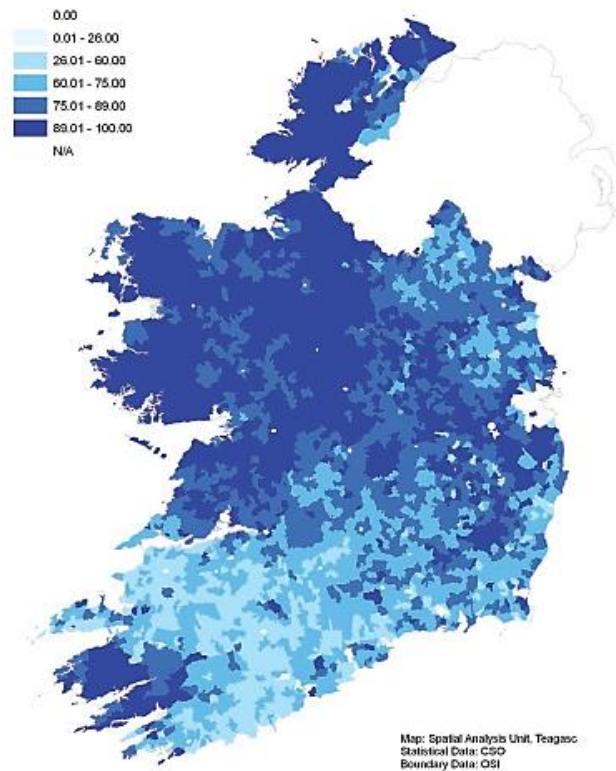 0.00
0.01 - 26.00
26.01 - 60.00
60.01 - 75.00
75.01 - 89.00
89.01 - 100.00
N/A
Map: Spatial Analysis Unit, Teagasc
Statistical Data: CSO
Boundary Data: OSI